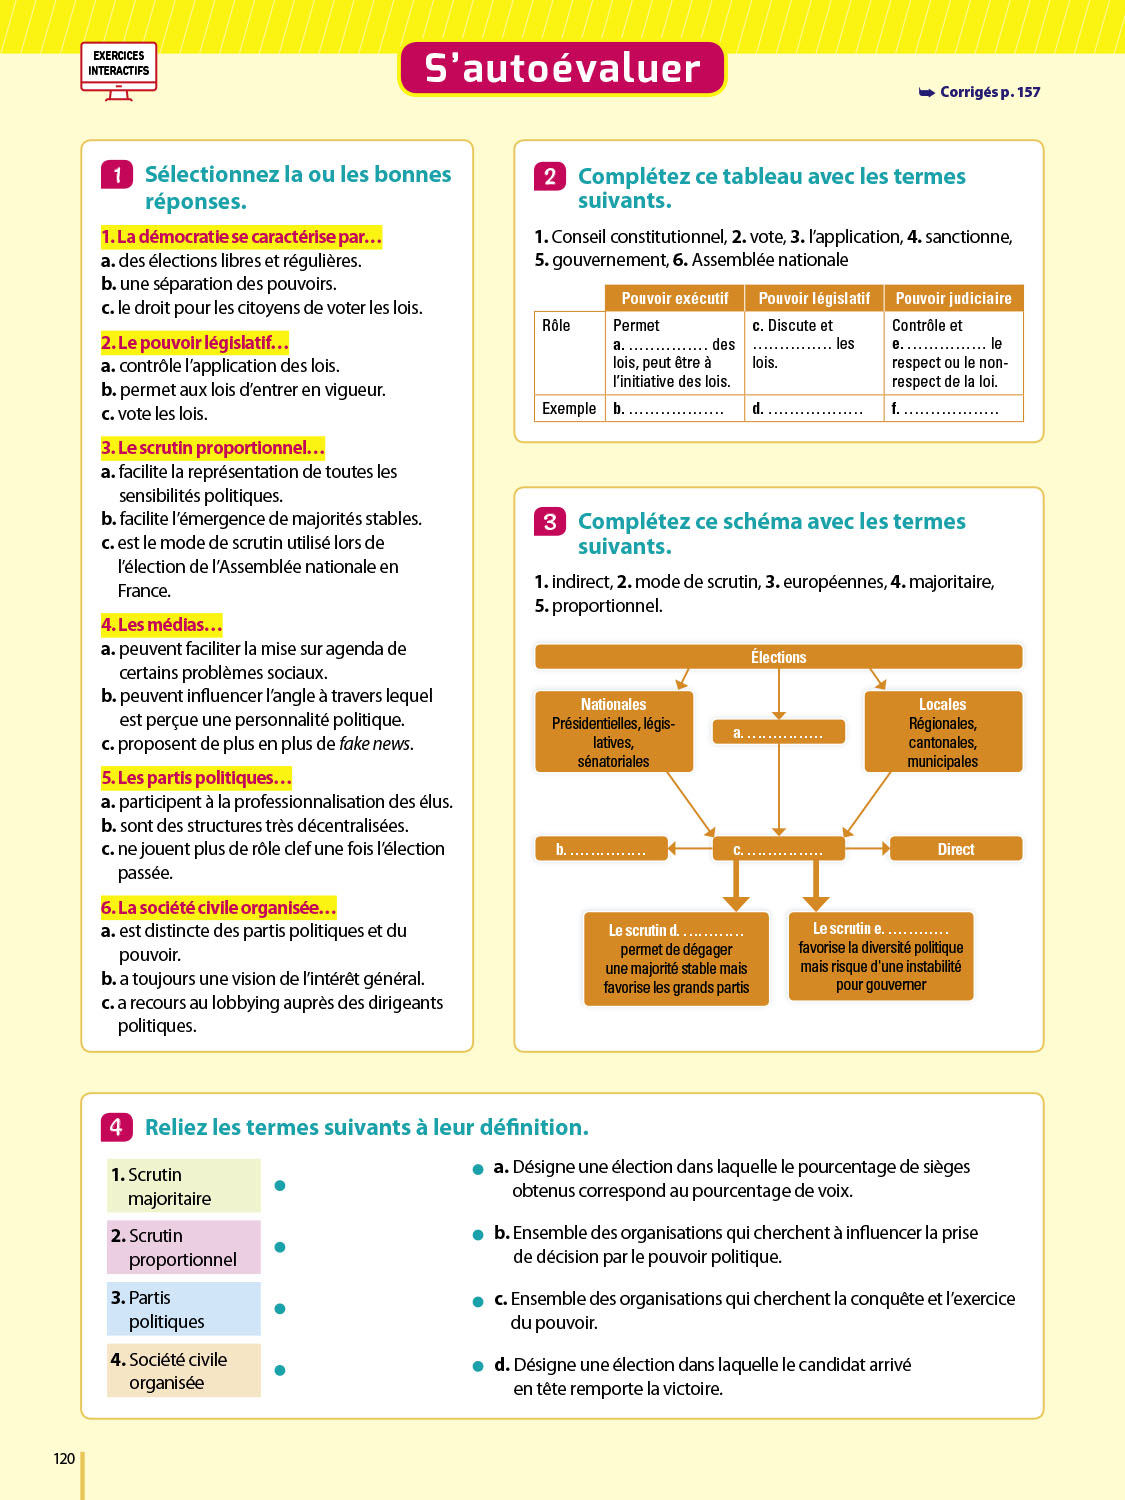 EXERCICES
INTERACTIFS
S'autoévaluer
➥ Corrigés p. 157
1 Sélectionnez la ou les bonnes
réponses.
1. La démocratie se caractérise par…
a. des élections libres et régulières.
b. une séparation des pouvoirs.
c. le droit pour les citoyens de voter les lois.
2. Le pouvoir législatif…
a. contrôle l'application des lois.
b. permet aux lois d'entrer en vigueur.
c. vote les lois.
3. Le scrutin proportionnel…
a. facilite la représentation de toutes les
sensibilités politiques.
b. facilite l'émergence de majorités stables.
c. est le mode de scrutin utilisé lors de
l'élection de l'Assemblée nationale en
France.
4. Les médias…
a. peuvent faciliter la mise sur agenda de
certains problèmes sociaux.
b. peuvent influencer l'angle à travers lequel
est perçue une personnalité politique.
c. proposent de plus en plus de fake news.
5. Les partis politiques…
a. participent à la professionnalisation des élus.
b. sont des structures très décentralisées.
c. ne jouent plus de rôle clef une fois l'élection
passée.
6. La société civile organisée…
a. est distincte des partis politiques et du
pouvoir.
b. a toujours une vision de l'intérêt général.
c. a recours au lobbying auprès des dirigeants
politiques.
2 Complétez ce tableau avec les termes
suivants.
1. Conseil constitutionnel, 2. vote, 3. l'application, 4. sanctionne,
5. gouvernement, 6. Assemblée nationale
Pouvoir exécutif Pouvoir législatif Pouvoir judiciaire
Rôle
Permet
a. ............... des
lois, peut être à
l'initiative des lois.
c. Discute et
............... les
lois.
Contrôle et
e. ............... le
respect ou le non-
respect de la loi.
Exemple b. .................. d. .................. f. ..................
3 Complétez ce schéma avec les termes
suivants.
1. indirect, 2. mode de scrutin, 3. européennes, 4. majoritaire,
5. proportionnel.
Élections
Nationales
Présidentielles, légis-
latives,
sénatoriales
a. ...............
Locales
Régionales,
cantonales,
municipales
b. ............... c. ............... Direct
Le scrutin d. ............
permet de dégager
une majorité stable mais
favorise les grands partis
Le scrutin e. ............
favorise la diversité politique
mais risque d'une instabilité
pour gouverner
4 Reliez les termes suivants à leur définition.
1. Scrutin
majoritaire
2. Scrutin
proportionnel
3. Partis
politiques
4. Société civile
organisée
a. Désigne une élection dans laquelle le pourcentage de sièges
obtenus correspond au pourcentage de voix.
b. Ensemble des organisations qui cherchent à influencer la prise
de décision par le pouvoir politique.
c. Ensemble des organisations qui cherchent la conquête et l'exercice
du pouvoir.
d. Désigne une élection dans laquelle le candidat arrivé
en tête remporte la victoire.
120